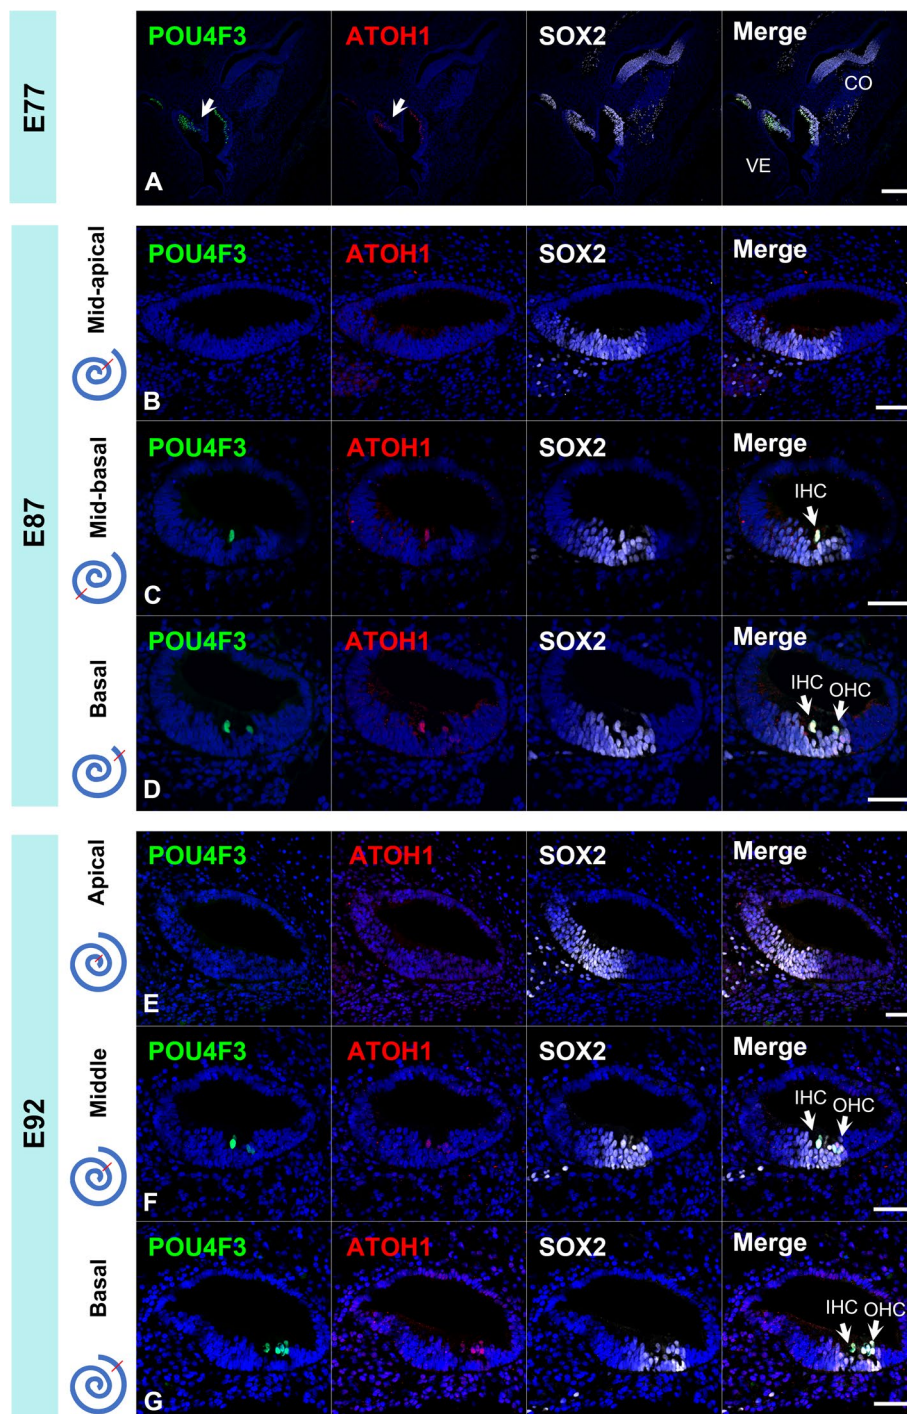 E77
POU4F3 ATOH1 SOX2 Merge
CO
VE
A
E87
Mid-apical
POU4F3 ATOH1 SOX2 Merge
B
Mid-basal
POU4F3 ATOH1 SOX2 Merge
IHC
C
Basal
POU4F3 ATOH1 SOX2 Merge
IHC OHC
D
E92
Apical
POU4F3 ATOH1 SOX2 Merge
E
Middle
POU4F3 ATOH1 SOX2 Merge
IHC OHC
F
Basal
POU4F3 ATOH1 SOX2 Merge
IHC OHC
G